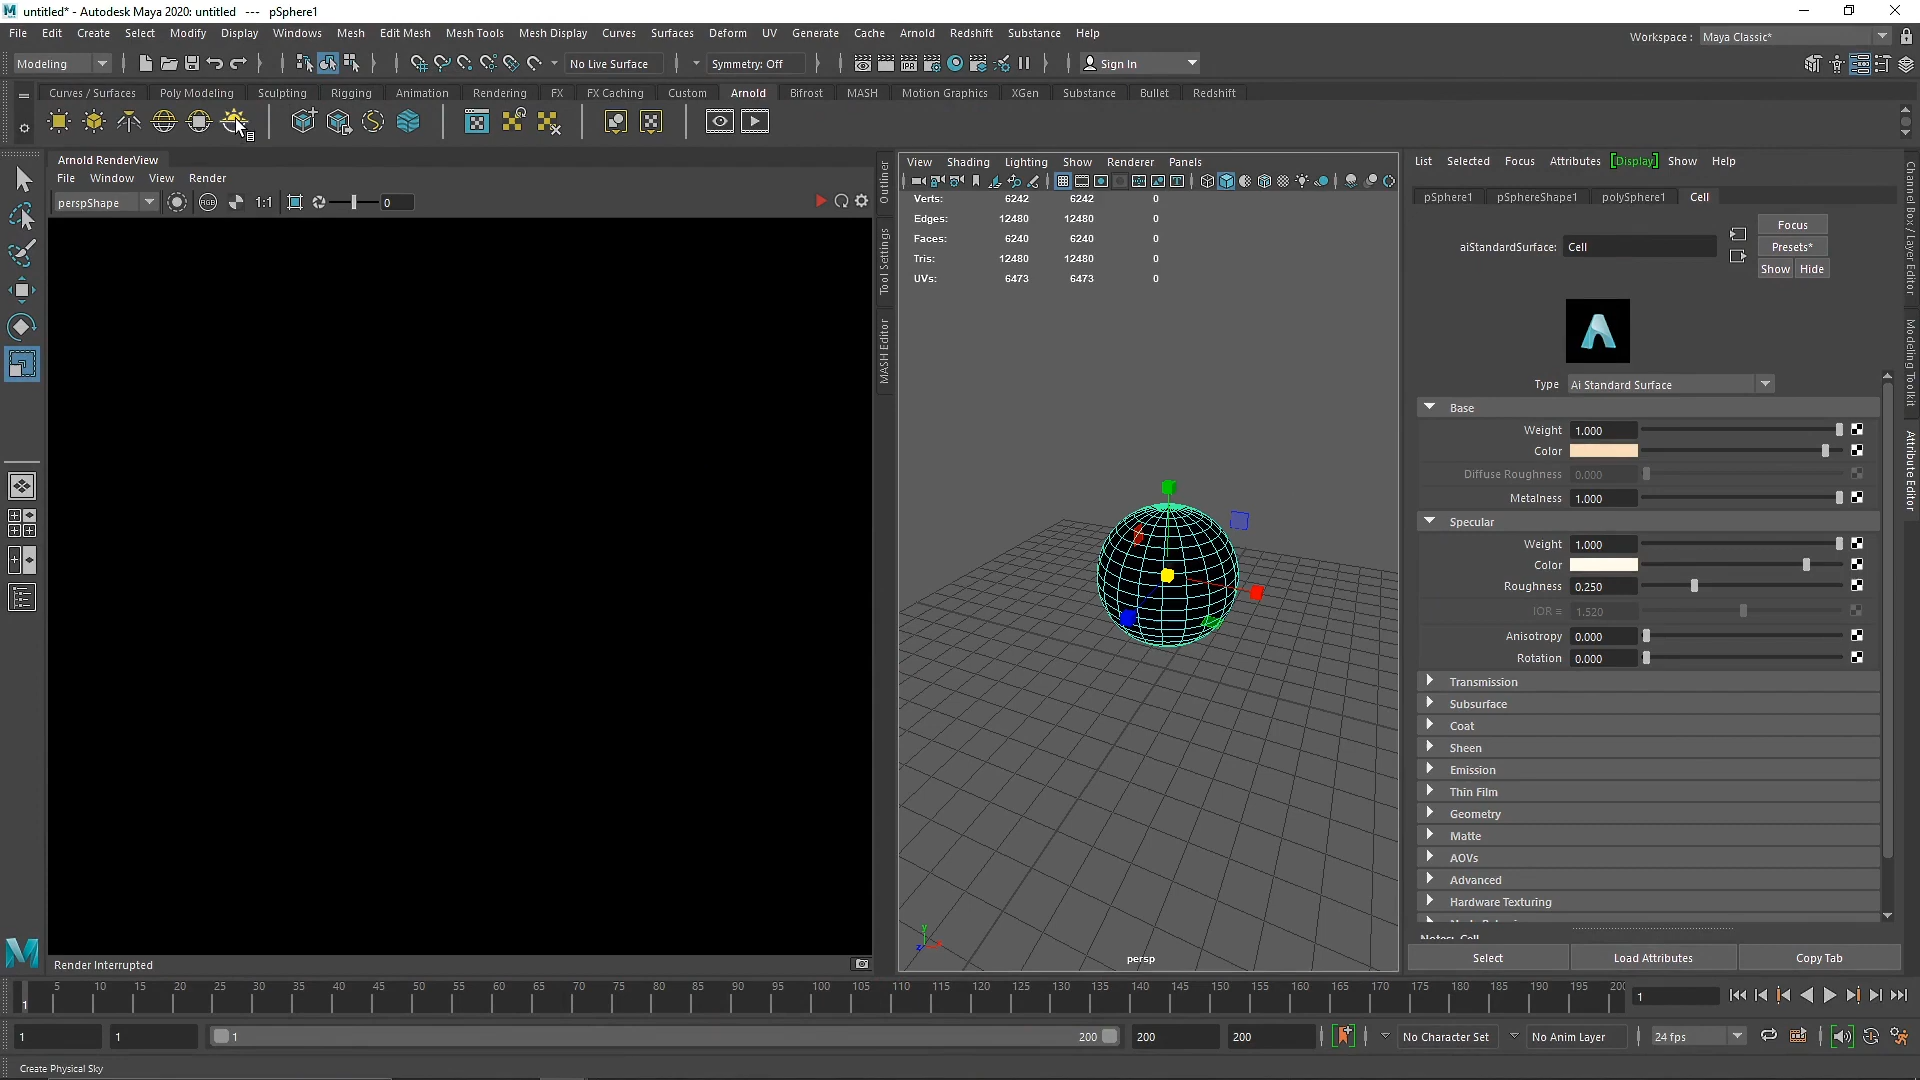 untitled* - Autodesk Maya 2020: untitled --- pSphere1
File Edit Create Select Modify Display Windows Mesh Edit Mesh Mesh Tools Mesh Display Curves Surfaces Deform UV Generate Cache Arnold Redshift Substance Help
Workspace : Maya Classic*
Modeling No Live Surface Symmetry: Off Sign In
Curves / Surfaces Poly Modeling Sculpting Rigging Animation Rendering FX FX Caching Custom Arnold Bifrost MASH Motion Graphics XGen Substance Bullet Redshift
Arnold RenderView
File Window View Render
perspShape RGB 1:1 0
Render Interrupted
Outliner
Tool Settings
MASH Editor
View Shading Lighting Show Renderer Panels
Verts: 6242 6242 0
Edges: 12480 12480 0
Faces: 6240 6240 0
Tris: 12480 12480 0
UVs: 6473 6473 0
persp
List Selected Focus Attributes [Display] Show Help
pSphere1 pSphereShape1 polySphere1 Cell
Focus
aiStandardSurface: Cell Presets*
Show Hide
Type Ai Standard Surface
Base
Weight 1.000
Color
Diffuse Roughness 0.000
Metalness 1.000
Specular
Weight 1.000
Color
Roughness 0.250
IOR = 1.520
Anisotropy 0.000
Rotation 0.000
Transmission
Subsurface
Coat
Sheen
Emission
Thin Film
Geometry
Matte
AOVs
Advanced
Hardware Texturing
Notes: Cell
Select Load Attributes Copy Tab
Channel Box / Layer Editor
Modeling Toolkit
Attribute Editor
1 5 10 15 20 25 30 35 40 45 50 55 60 65 70 75 80 85 90 95 100 105 110 115 120 125 130 135 140 145 150 155 160 165 170 175 180 185 190 195 200 1
1 1 1 200 200 200 No Character Set No Anim Layer 24 fps
Create Physical Sky